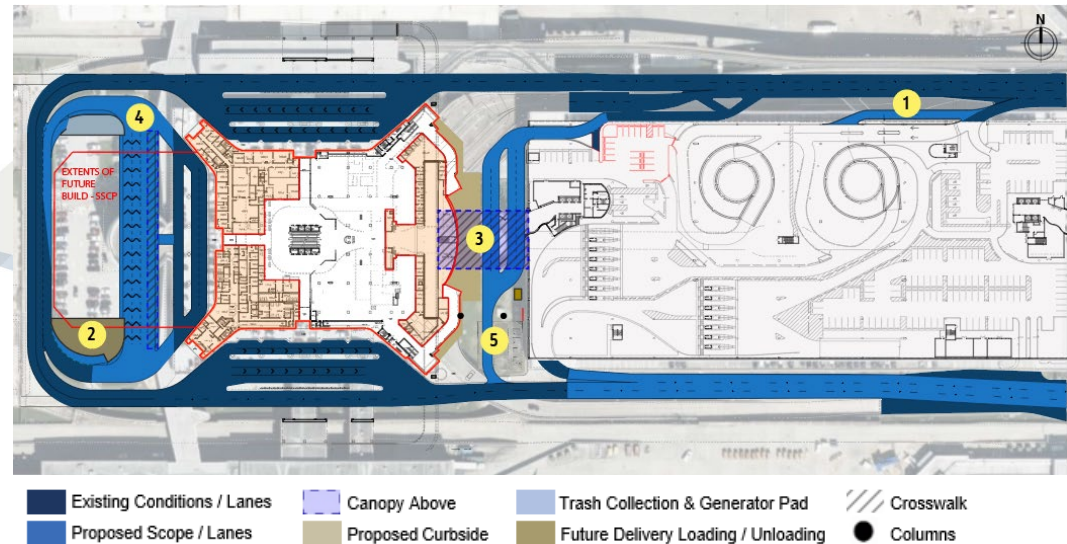 N
1
4
EXTENTS OF
FUTURE
BUILD - SSCP
3
2
5
Existing Conditions / Lanes
Canopy Above
Trash Collection & Generator Pad
Crosswalk
Proposed Scope / Lanes
Proposed Curbside
Future Delivery Loading / Unloading
Columns